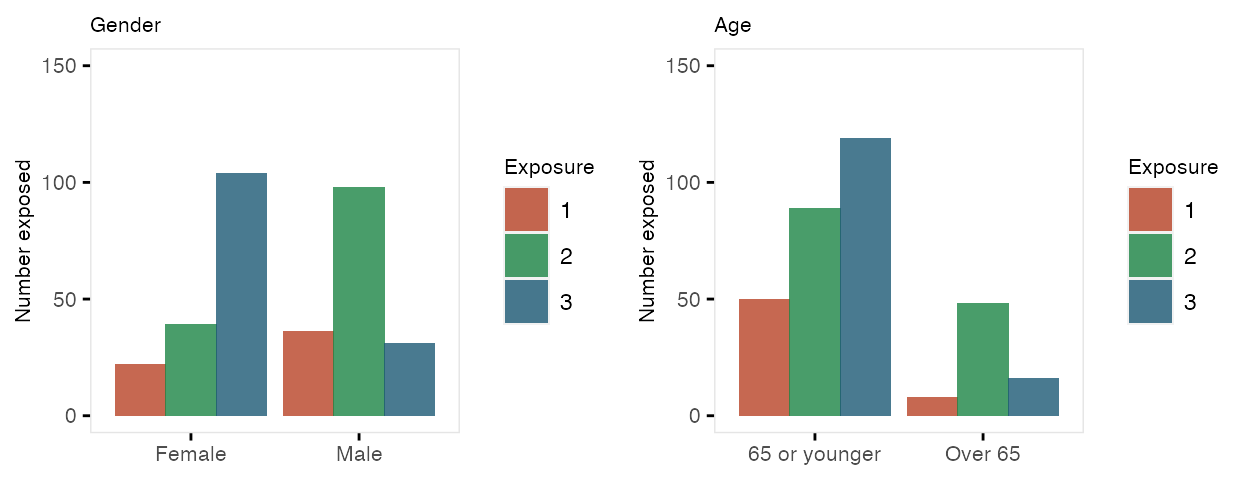 Gender
Number exposed
150
100
50
0
Female Male
Exposure
1
2
3
Age
Number exposed
150
100
50
0
65 or younger Over 65
Exposure
1
2
3